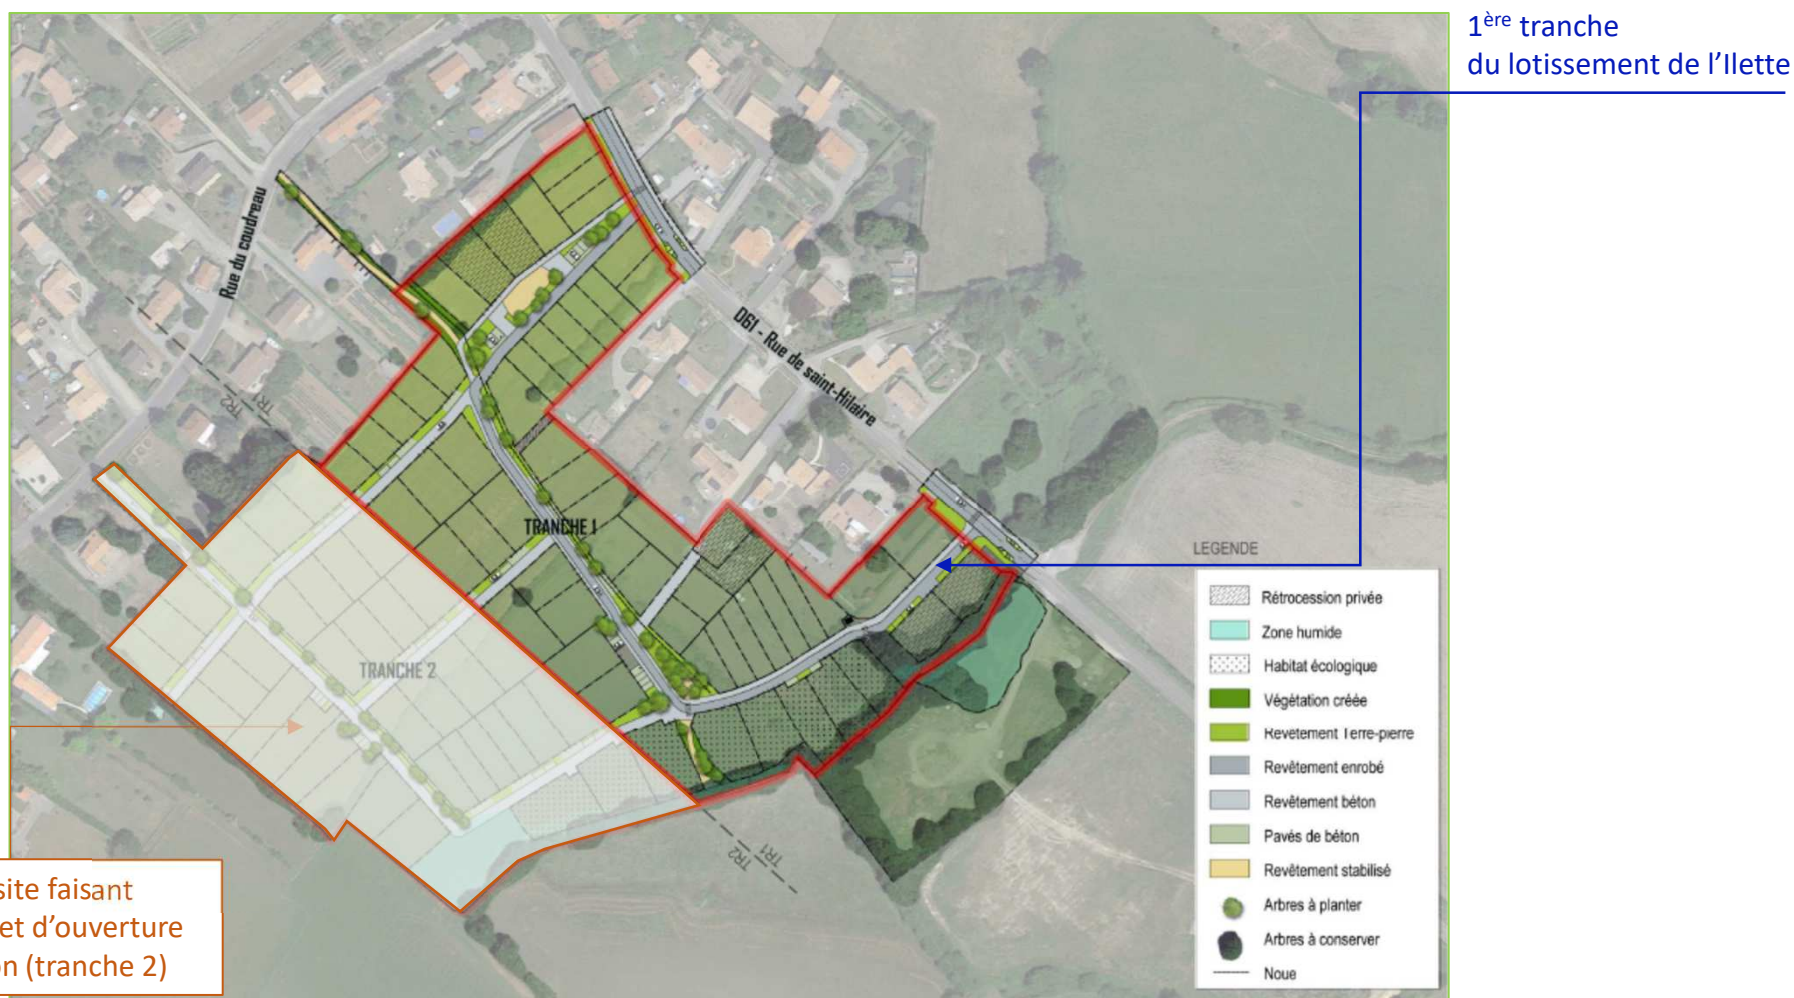 1ère tranche
du lotissement de l’Ilette
Rue du coudreau
D61 - Rue de saint-Hilaire
TR2
TR1
TRANCHE 1
TRANCHE 2
TR2
TR1
LEGENDE
Rétrocession privée
Zone humide
Habitat écologique
Végétation créée
Revêtement Terre-pierre
Revêtement enrobé
Revêtement béton
Pavés de béton
Revêtement stabilisé
Arbres à planter
Arbres à conserver
Noue
site faisant
et d’ouverture
on (tranche 2)